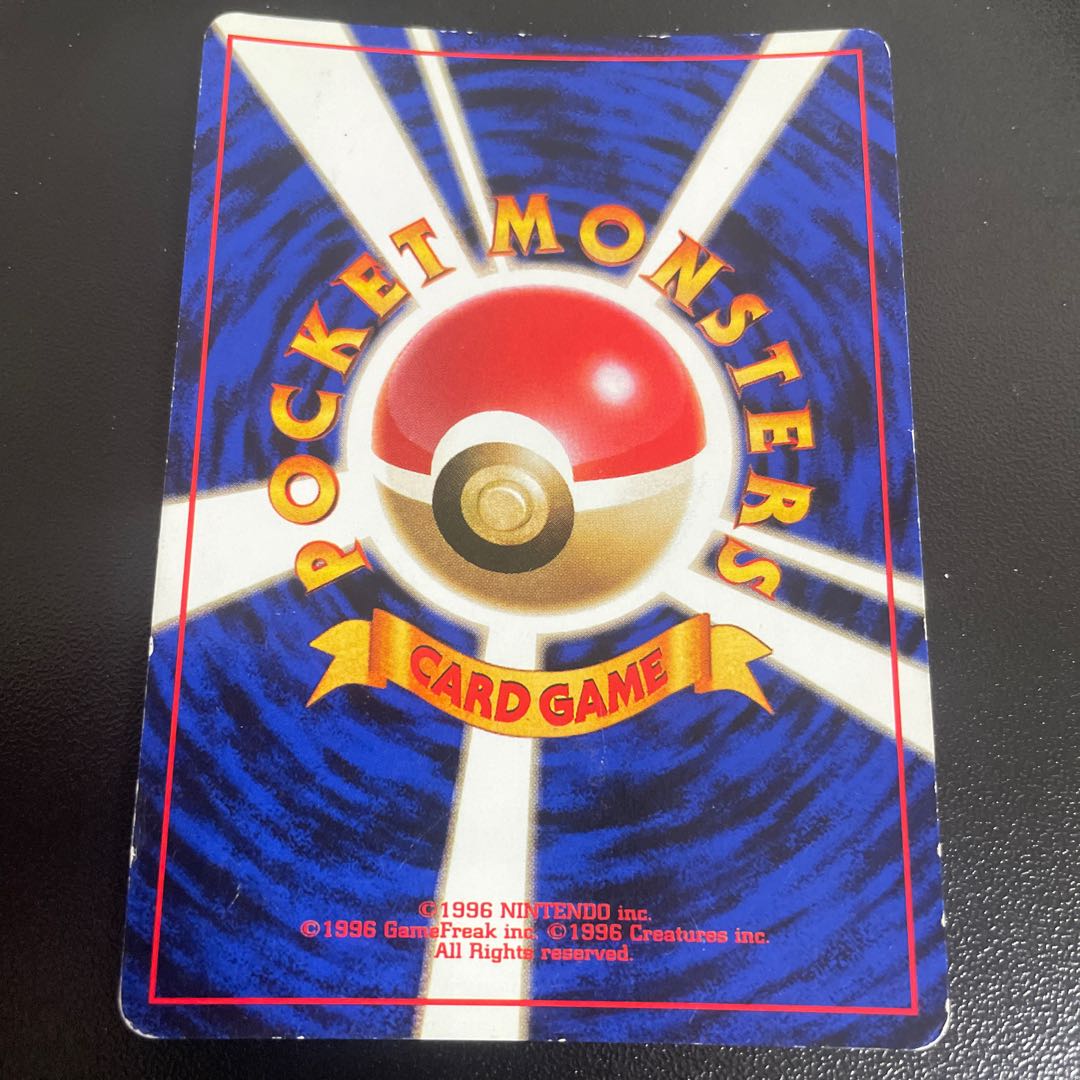 POCKET MONSTERS
CARD GAME
©1996 NINTENDO inc.
©1996 GameFreak inc. ©1996 Creatures inc.
All Rights reserved.